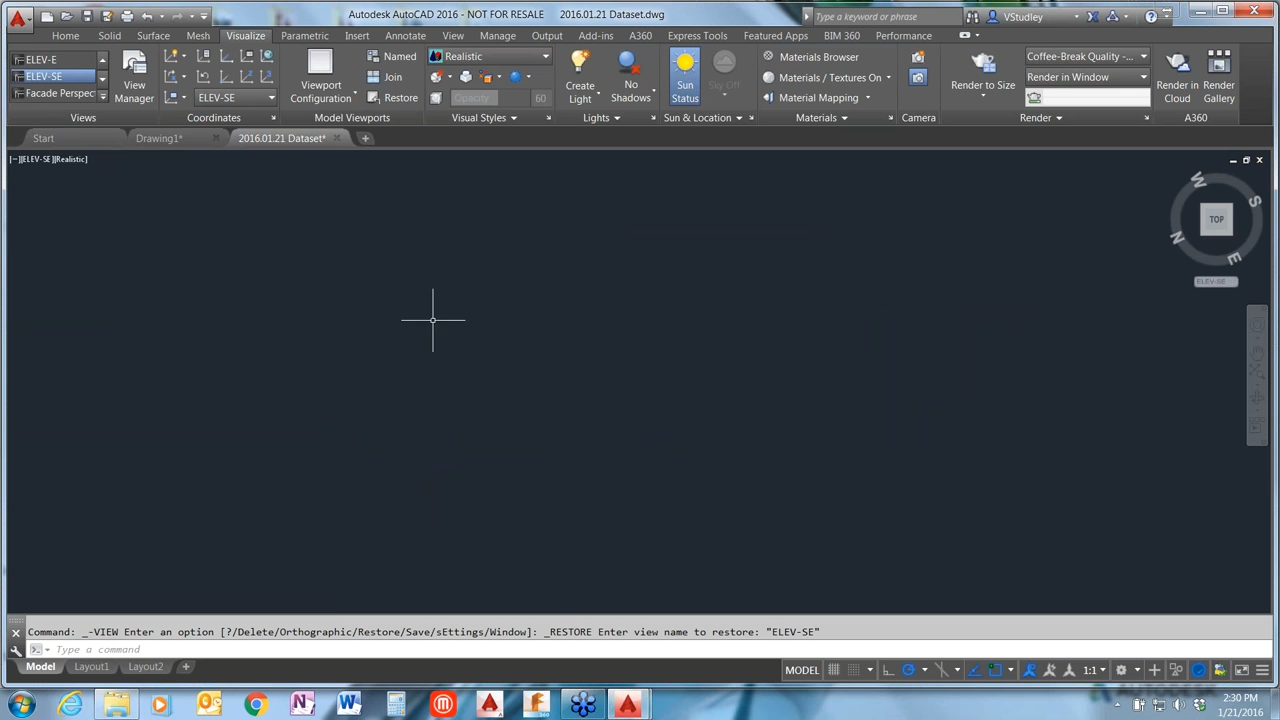 Autodesk AutoCAD 2016 - NOT FOR RESALE 2016.01.21 Dataset.dwg
Type a keyword or phrase
VStudley
Home Solid Surface Mesh Visualize Parametric Insert Annotate View Manage Output Add-ins A360 Express Tools Featured Apps BIM 360 Performance
ELEV-E
ELEV-SE
Facade Perspect
View Manager
ELEV-SE
Viewport Configuration
Named
Join
Restore
Realistic
Opacity 60
Create Light
No Shadows
Sun Status
Sky Off
Materials Browser
Materials / Textures On
Material Mapping
Render to Size
Coffee-Break Quality - ...
Render in Window
Render in Cloud
Render Gallery
Views Coordinates Model Viewports Visual Styles Lights Sun & Location Materials Camera Render A360
Start Drawing1* 2016.01.21 Dataset*
[−][ELEV-SE][Realistic]
W
S
TOP
N
E
ELEV-SE
Command: _-VIEW Enter an option [?/Delete/Orthographic/Restore/Save/sEttings/Window]: _RESTORE Enter view name to restore: "ELEV-SE"
Type a command
Model Layout1 Layout2
MODEL 1:1
2:30 PM
1/21/2016